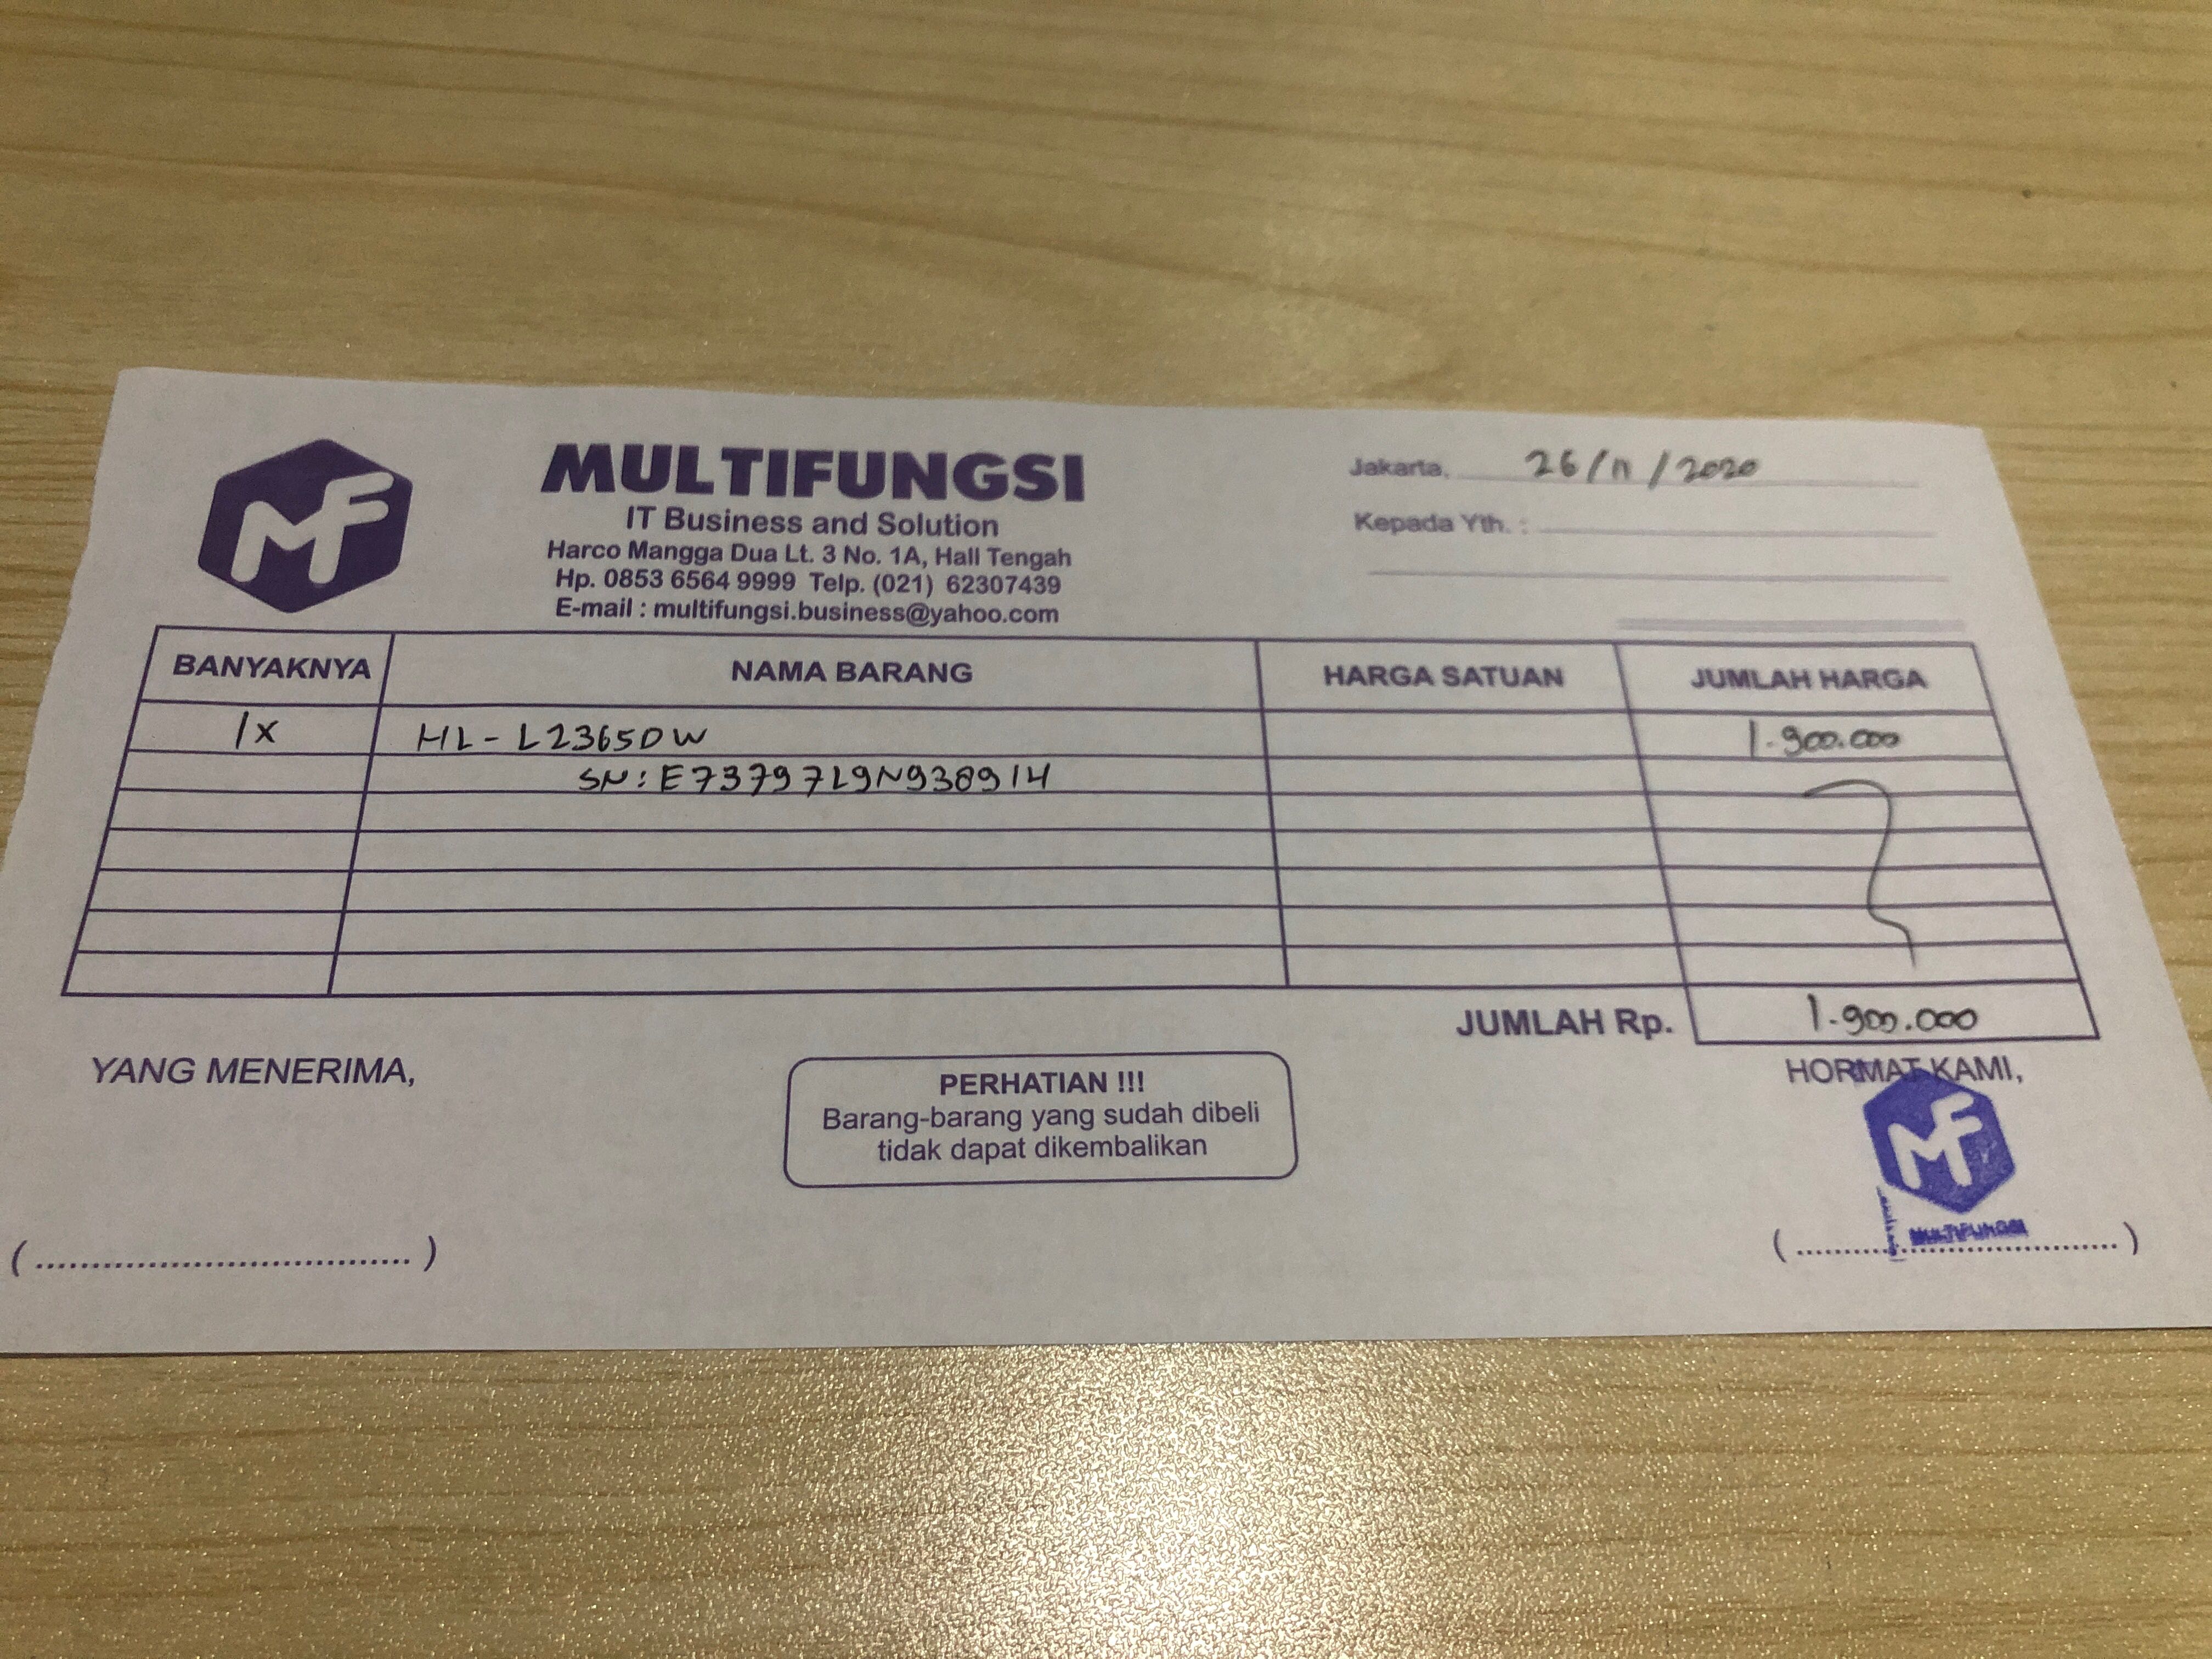 MF
MULTIFUNGSI
IT Business and Solution
Harco Mangga Dua Lt. 3 No. 1A, Hall Tengah
Hp. 0853 6564 9999 Telp. (021) 62307439
E-mail : multifungsi.business@yahoo.com
Jakarta, 26/11/2020
Kepada Yth. :
BANYAKNYA NAMA BARANG HARGA SATUAN JUMLAH HARGA
1x HL-L2365DW 1.900.000
SN: E73797L9N938914
JUMLAH Rp. 1.900.000
YANG MENERIMA,
PERHATIAN !!!
Barang-barang yang sudah dibeli
tidak dapat dikembalikan
HORMAT KAMI,
MF
MULTIFUNGSI
(....................................)
(....................................)